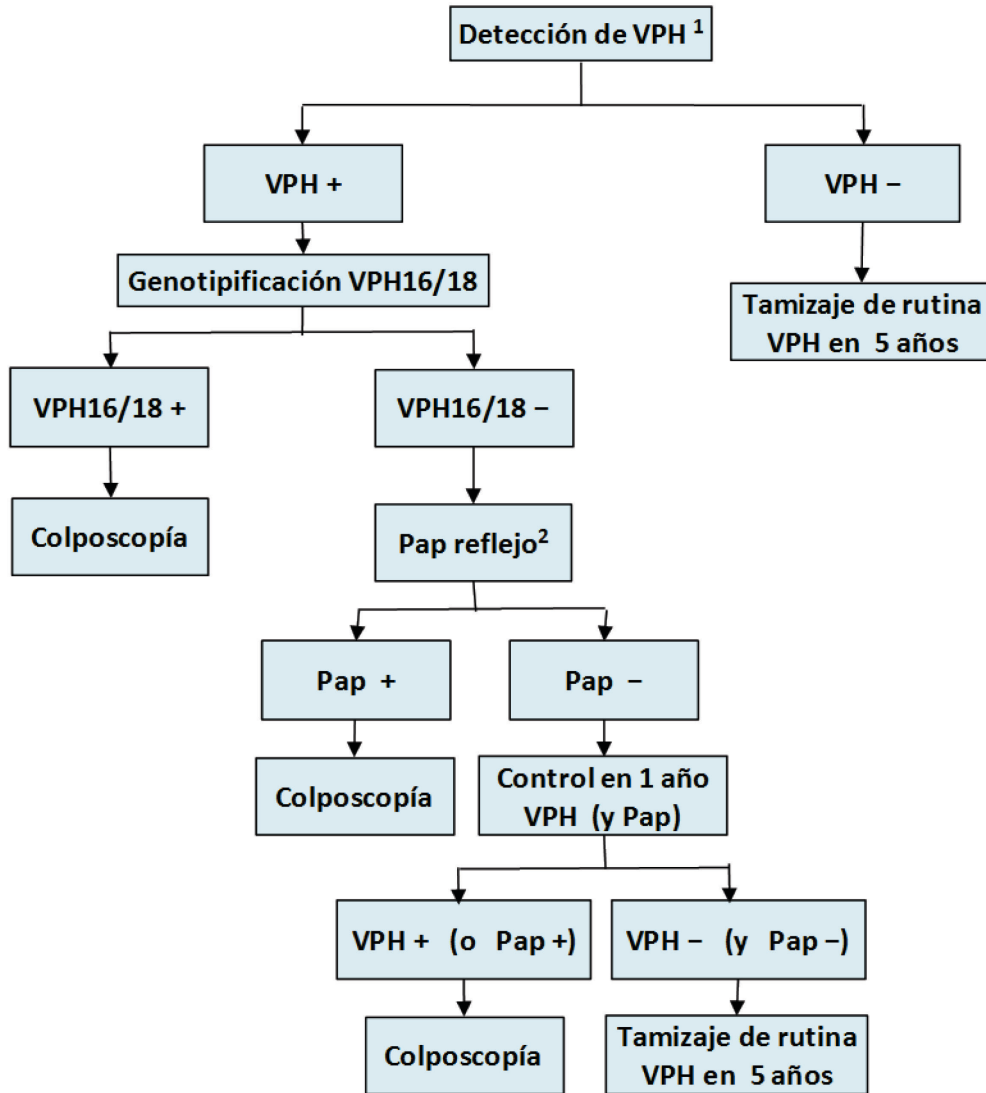 Detección de VPH ¹
VPH +
VPH −
Genotipificación VPH16/18
Tamizaje de rutina
VPH en 5 años
VPH16/18 +
VPH16/18 −
Colposcopía
Pap reflejo²
Pap +
Pap −
Colposcopía
Control en 1 año
VPH (y Pap)
VPH + (o Pap +)
VPH − (y Pap −)
Colposcopía
Tamizaje de rutina
VPH en 5 años